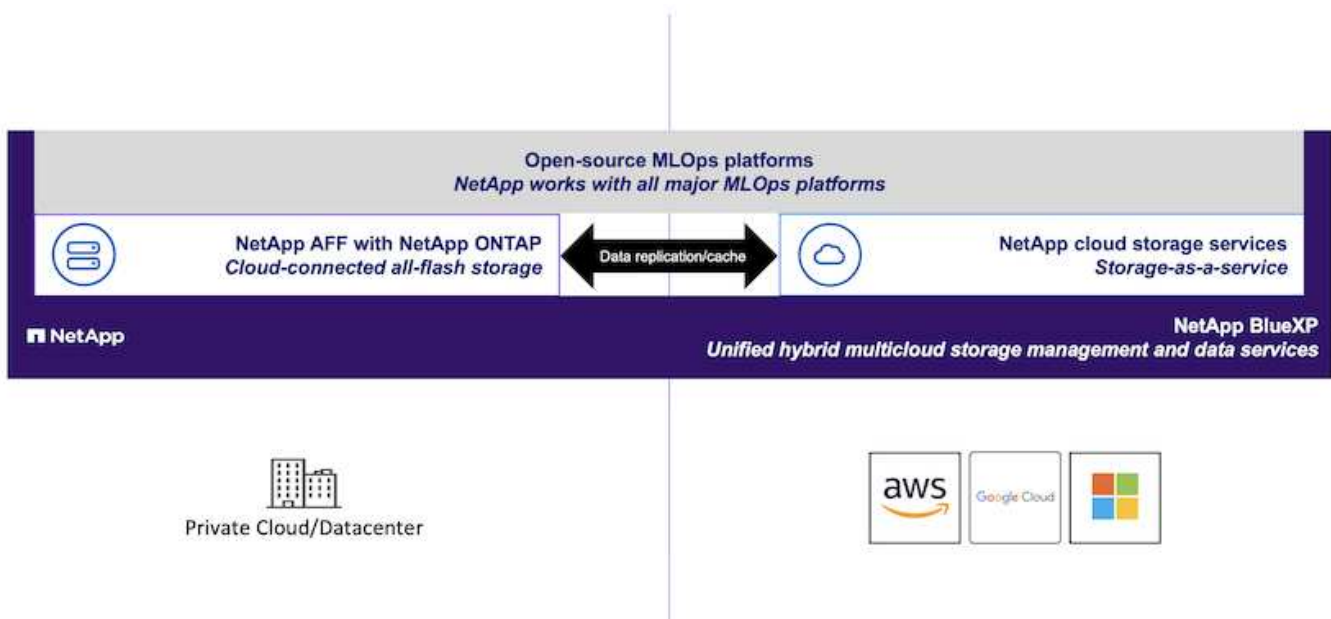 Open-source MLOps platforms
NetApp works with all major MLOps platforms
NetApp AFF with NetApp ONTAP
Cloud-connected all-flash storage
Data replication/cache
NetApp cloud storage services
Storage-as-a-service
NetApp
NetApp BlueXP
Unified hybrid multicloud storage management and data services
Private Cloud/Datacenter
aws
Google Cloud